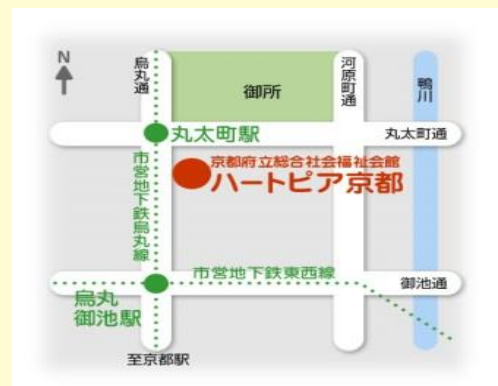 N
烏丸通
河原町通
鴨川
御所
丸太町駅
丸太町通
京都府立総合社会福祉会館
ハートピア京都
市営地下鉄烏丸線
市営地下鉄東西線
御池通
烏丸
御池駅
至京都駅